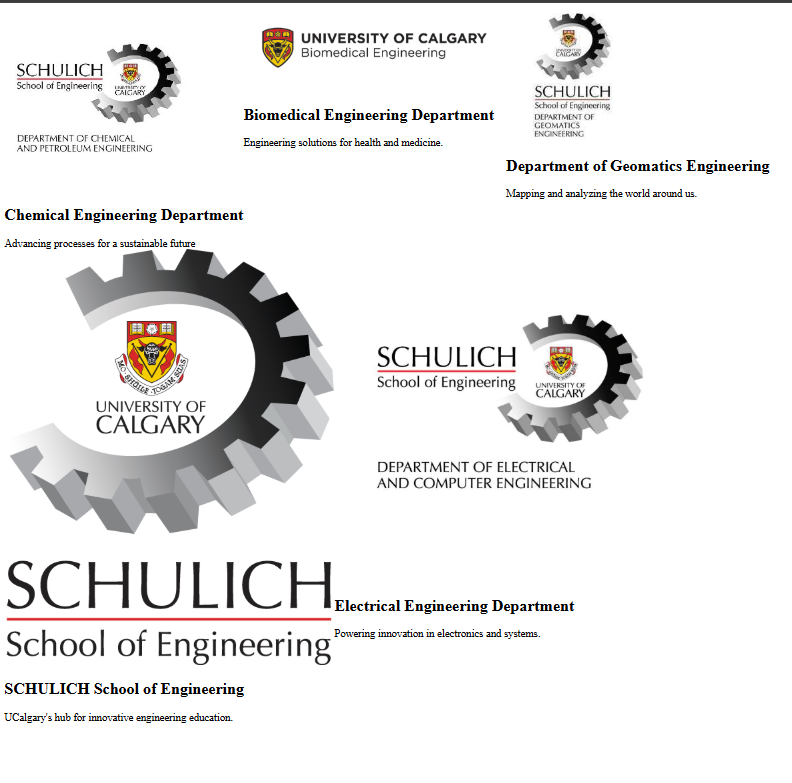 SCHULICH
School of Engineering
UNIVERSITY OF
CALGARY
DEPARTMENT OF CHEMICAL
AND PETROLEUM ENGINEERING
Chemical Engineering Department
Advancing processes for a sustainable future
UNIVERSITY OF CALGARY
Biomedical Engineering
Biomedical Engineering Department
Engineering solutions for health and medicine.
UNIVERSITY OF
CALGARY
SCHULICH
School of Engineering
DEPARTMENT OF
GEOMATICS
ENGINEERING
Department of Geomatics Engineering
Mapping and analyzing the world around us.
MO SHÙILE TOGAM SUAS
UNIVERSITY OF
CALGARY
SCHULICH
School of Engineering
SCHULICH School of Engineering
UCalgary's hub for innovative engineering education.
SCHULICH
School of Engineering
UNIVERSITY OF
CALGARY
DEPARTMENT OF ELECTRICAL
AND COMPUTER ENGINEERING
Electrical Engineering Department
Powering innovation in electronics and systems.